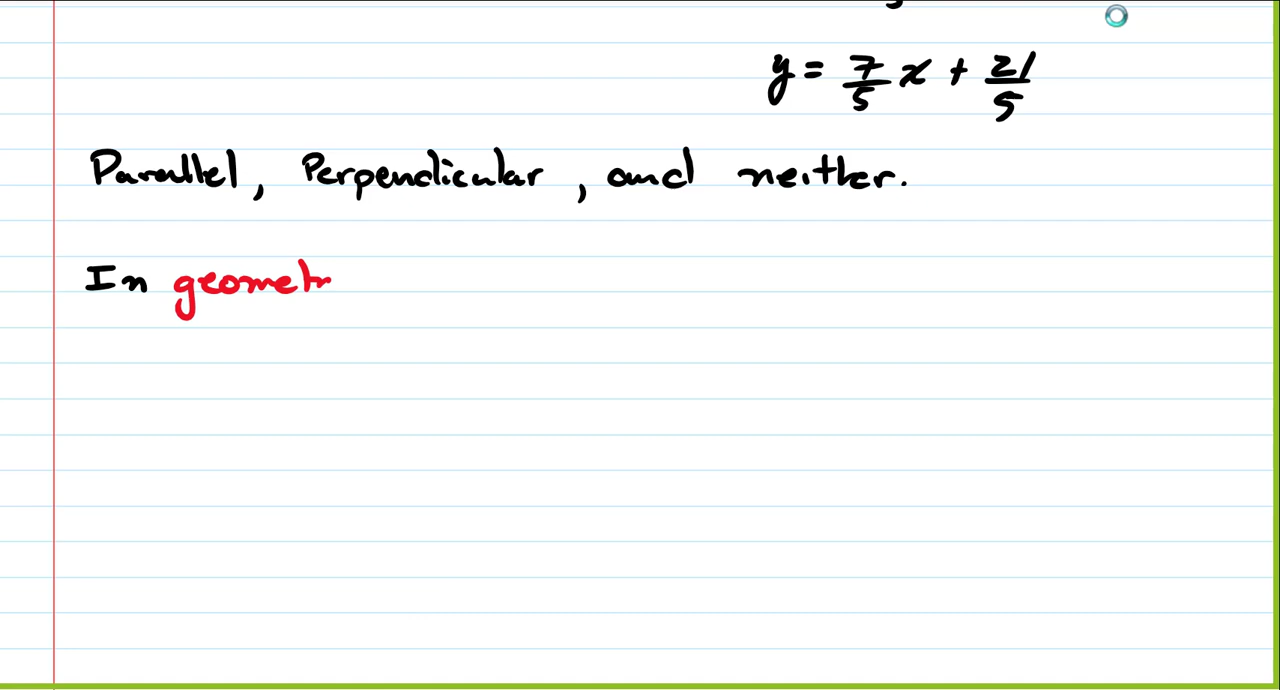 y = 7/5 x + 21/5
Parallel, Perpendicular, and neither.
In geometr